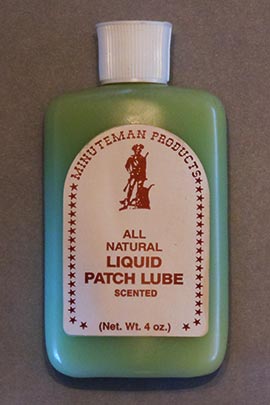 MINUTEMAN PRODUCTS
ALL
NATURAL
LIQUID
PATCH LUBE
SCENTED
(Net. Wt. 4 oz.)